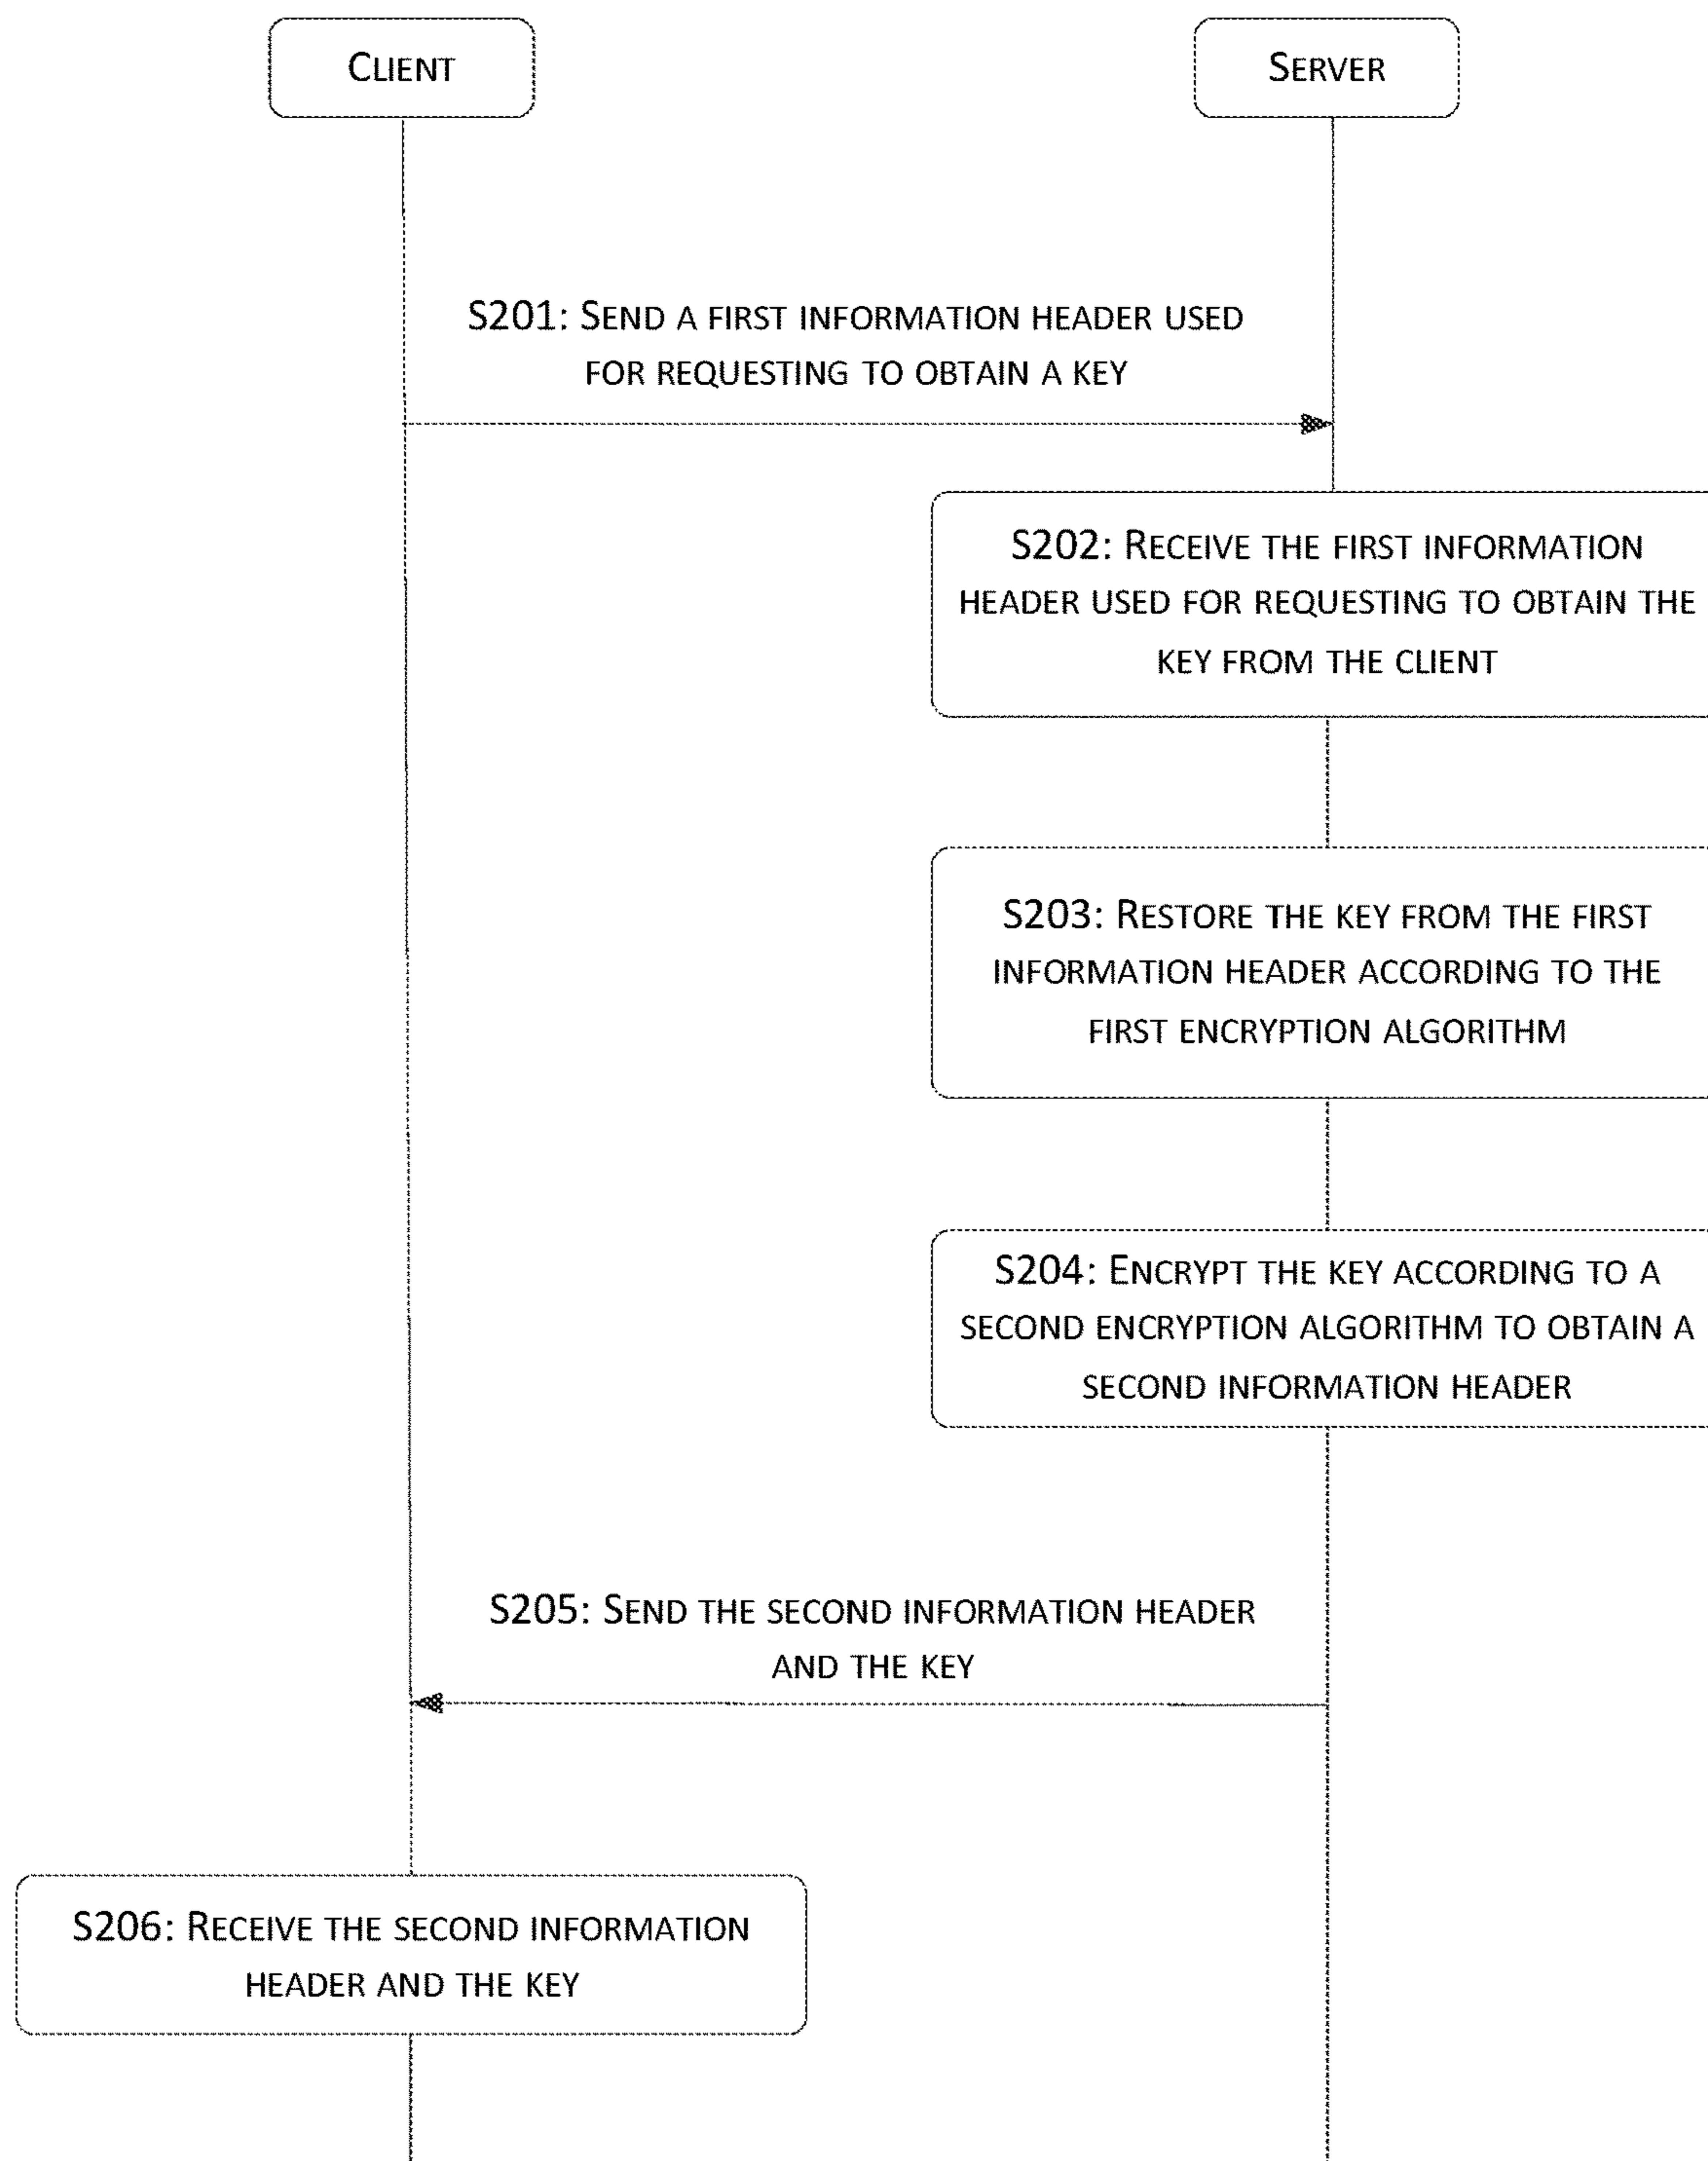 CLIENT
SERVER
S201: SEND A FIRST INFORMATION HEADER USED
FOR REQUESTING TO OBTAIN A KEY
S202: RECEIVE THE FIRST INFORMATION
HEADER USED FOR REQUESTING TO OBTAIN THE
KEY FROM THE CLIENT
S203: RESTORE THE KEY FROM THE FIRST
INFORMATION HEADER ACCORDING TO THE
FIRST ENCRYPTION ALGORITHM
S204: ENCRYPT THE KEY ACCORDING TO A
SECOND ENCRYPTION ALGORITHM TO OBTAIN A
SECOND INFORMATION HEADER
S205: SEND THE SECOND INFORMATION HEADER
AND THE KEY
S206: RECEIVE THE SECOND INFORMATION
HEADER AND THE KEY